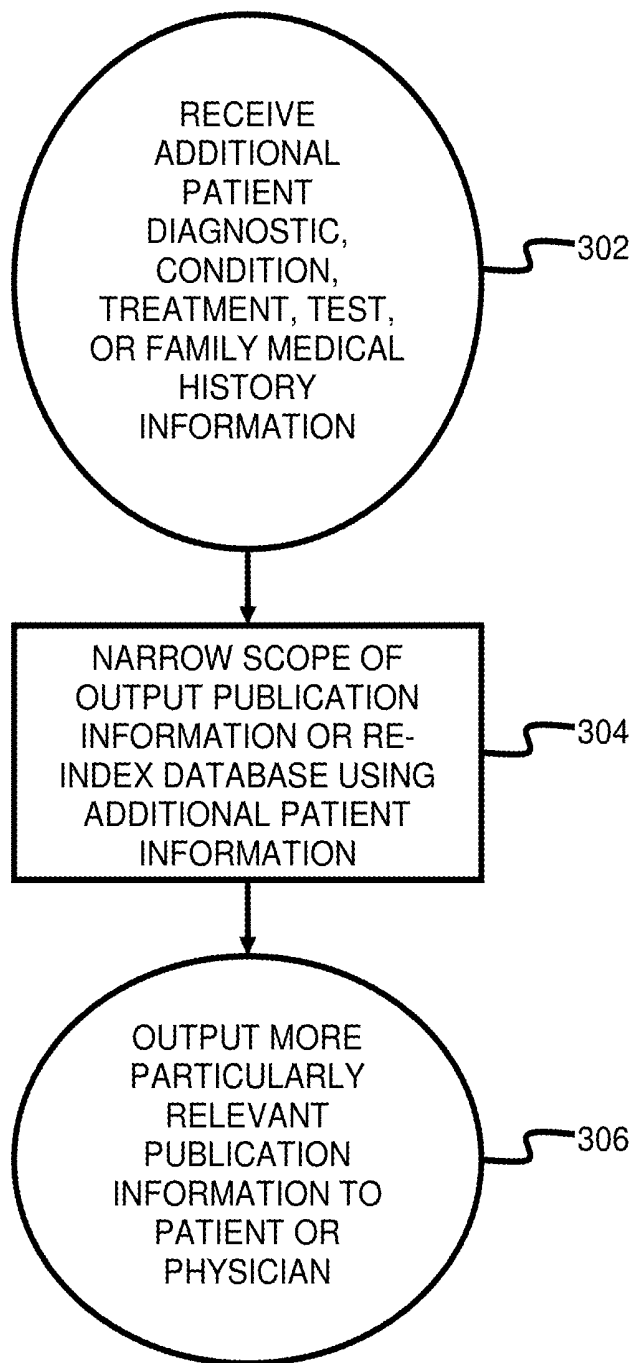 RECEIVE
ADDITIONAL
PATIENT
DIAGNOSTIC,
CONDITION,
TREATMENT, TEST,
OR FAMILY MEDICAL
HISTORY
INFORMATION
302
NARROW SCOPE OF
OUTPUT PUBLICATION
INFORMATION OR RE-
INDEX DATABASE USING
ADDITIONAL PATIENT
INFORMATION
304
OUTPUT MORE
PARTICULARLY
RELEVANT
PUBLICATION
INFORMATION TO
PATIENT OR
PHYSICIAN
306